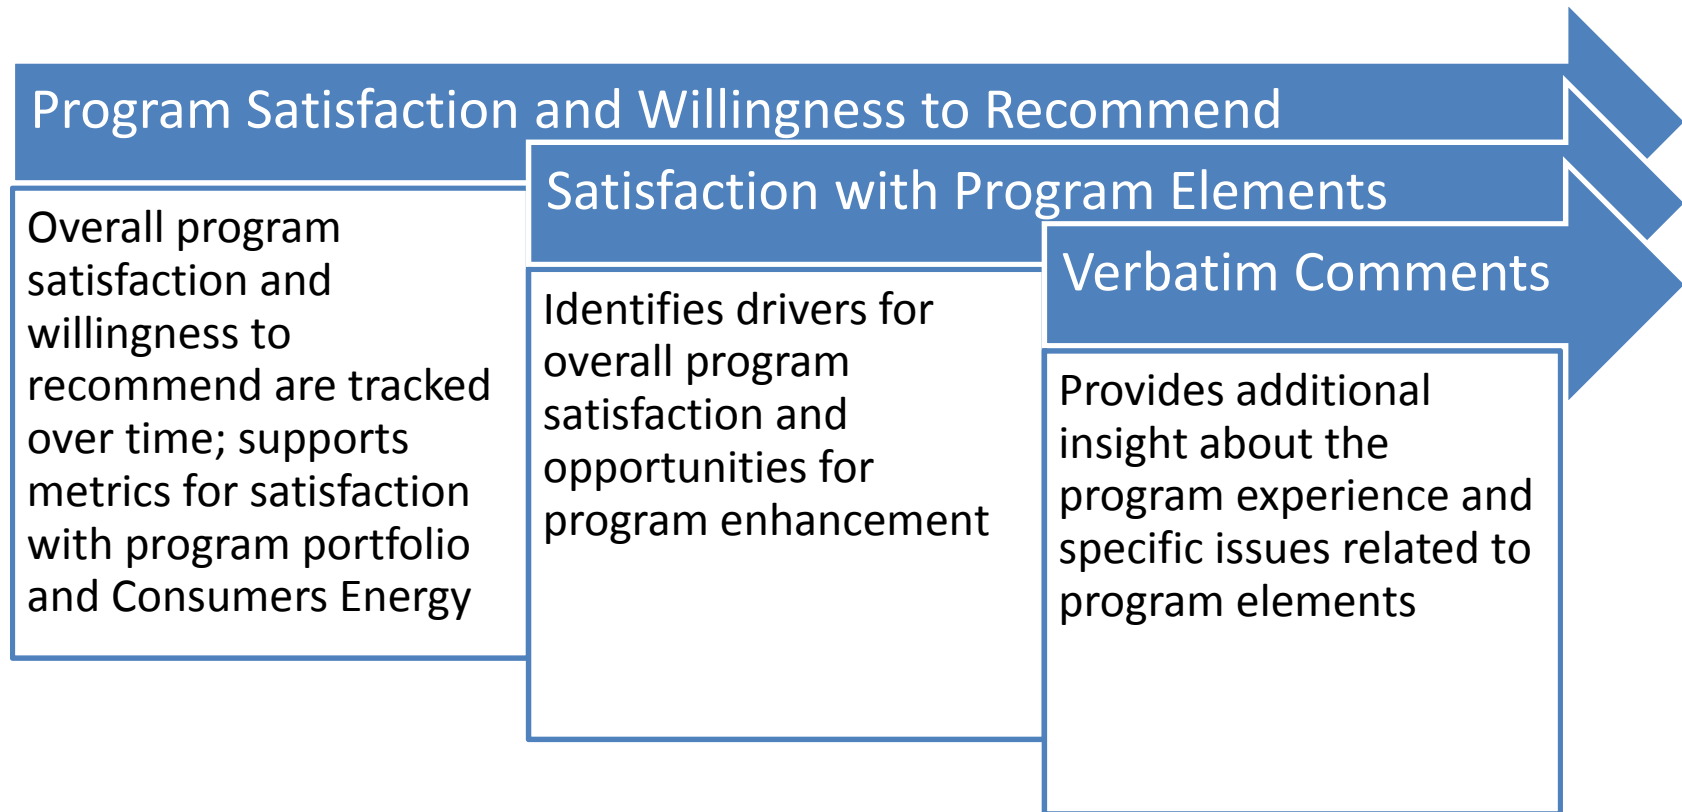 Program Satisfaction and Willingness to Recommend
Overall program
satisfaction and
willingness to
recommend are tracked
over time; supports
metrics for satisfaction
with program portfolio
and Consumers Energy
Satisfaction with Program Elements
Identifies drivers for
overall program
satisfaction and
opportunities for
program enhancement
Verbatim Comments
Provides additional
insight about the
program experience and
specific issues related to
program elements